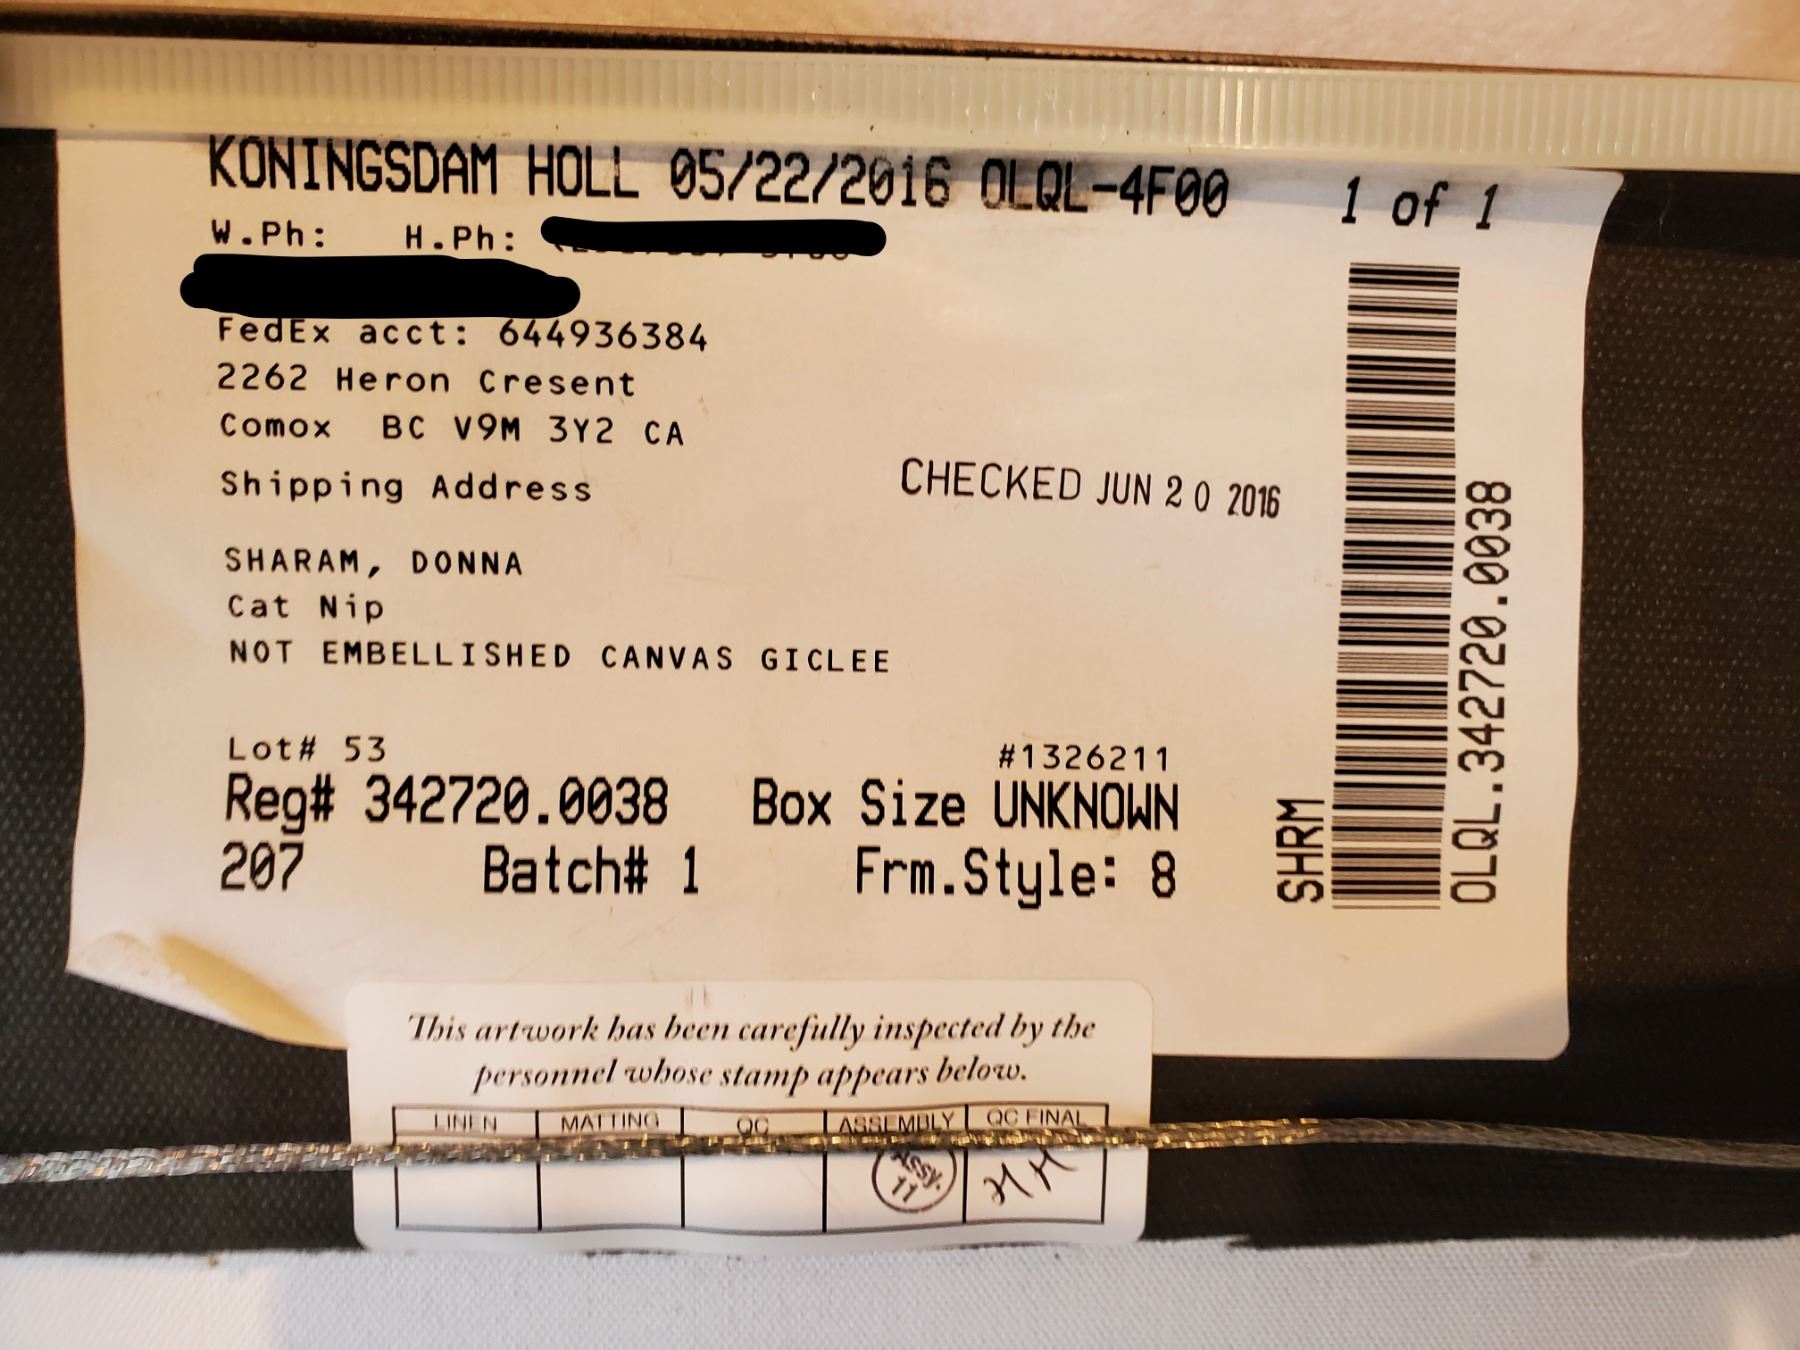 KONINGSDAM HOLL 05/22/2016 OLQL-4F00 1 of 1
W.Ph: H.Ph:
FedEx acct: 644936384
2262 Heron Cresent
Comox BC V9M 3Y2 CA
Shipping Address
CHECKED JUN 20 2016
SHARAM, DONNA
Cat Nip
NOT EMBELLISHED CANVAS GICLEE
Lot# 53 #1326211
Reg# 342720.0038 Box Size UNKNOWN
207 Batch# 1 Frm.Style: 8
SHRM
OLQL.342720.0038
This artwork has been carefully inspected by the
personnel whose stamp appears below.
LINEN MATTING QC ASSEMBLY QC FINAL
Assy. 11 HH